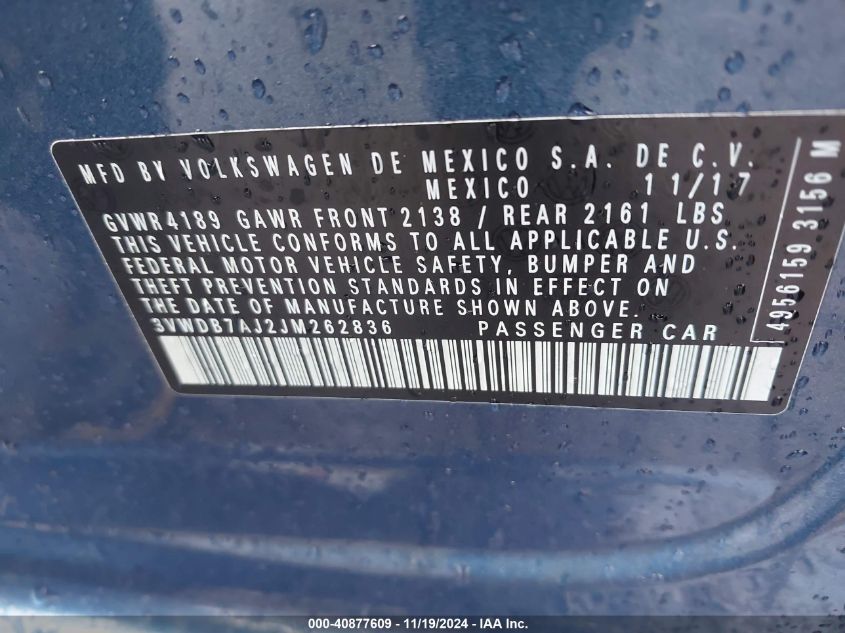 MFD BY VOLKSWAGEN DE MEXICO S.A. DE C.V.
MEXICO 11/17
GVWR 4189 GAWR FRONT 2138 / REAR 2161 LBS
THIS VEHICLE CONFORMS TO ALL APPLICABLE U.S.
FEDERAL MOTOR VEHICLE SAFETY, BUMPER AND
THEFT PREVENTION STANDARDS IN EFFECT ON
THE DATE OF MANUFACTURE SHOWN ABOVE.
3VWDB7AJ2JM262836 PASSENGER CAR
4956159 3156 M
000-40877609 - 11/19/2024 - IAA Inc.